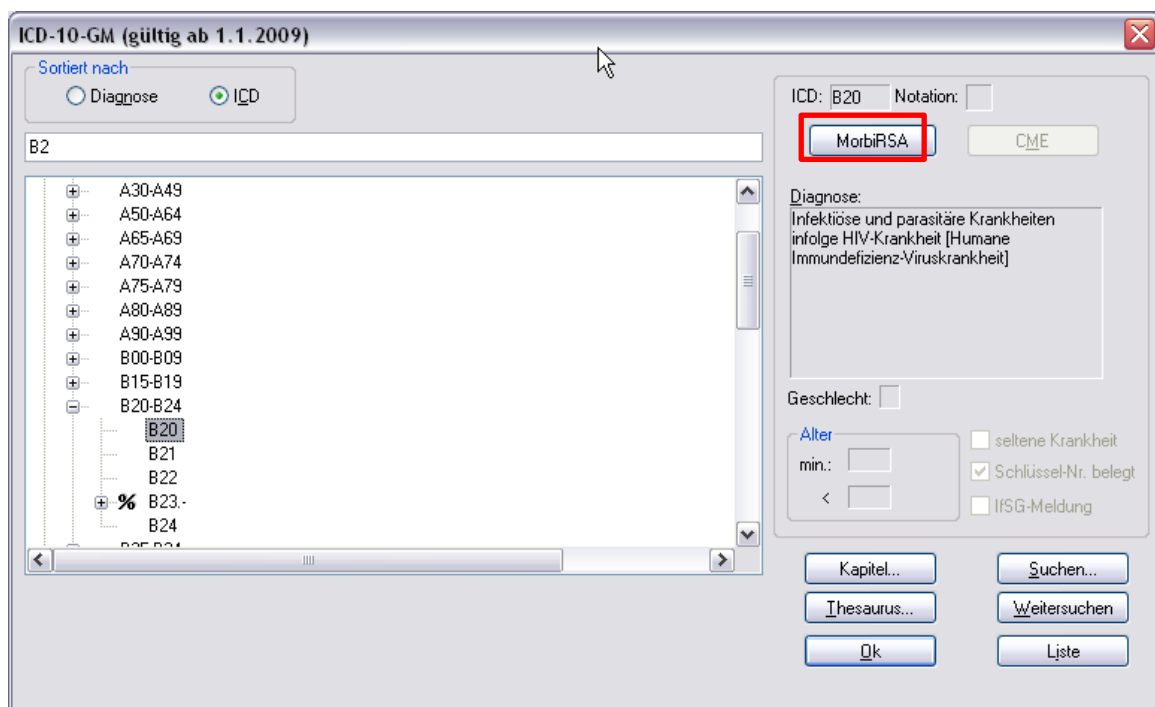 ICD-10-GM (gültig ab 1.1.2009)
Sortiert nach
Diagnose
ICD
B2
A30-A49
A50-A64
A65-A69
A70-A74
A75-A79
A80-A89
A90-A99
B00-B09
B15-B19
B20-B24
B20
B21
B22
% B23.-
B24
ICD: B20 Notation:
MorbiRSA
CME
Diagnose:
Infektiöse und parasitäre Krankheiten
infolge HIV-Krankheit [Humane
Immundefizienz-Viruskrankheit]
Geschlecht:
Alter
min.:
<
seltene Krankheit
Schlüssel-Nr. belegt
IfSG-Meldung
Kapitel...
Suchen...
Thesaurus...
Weitersuchen
Ok
Liste